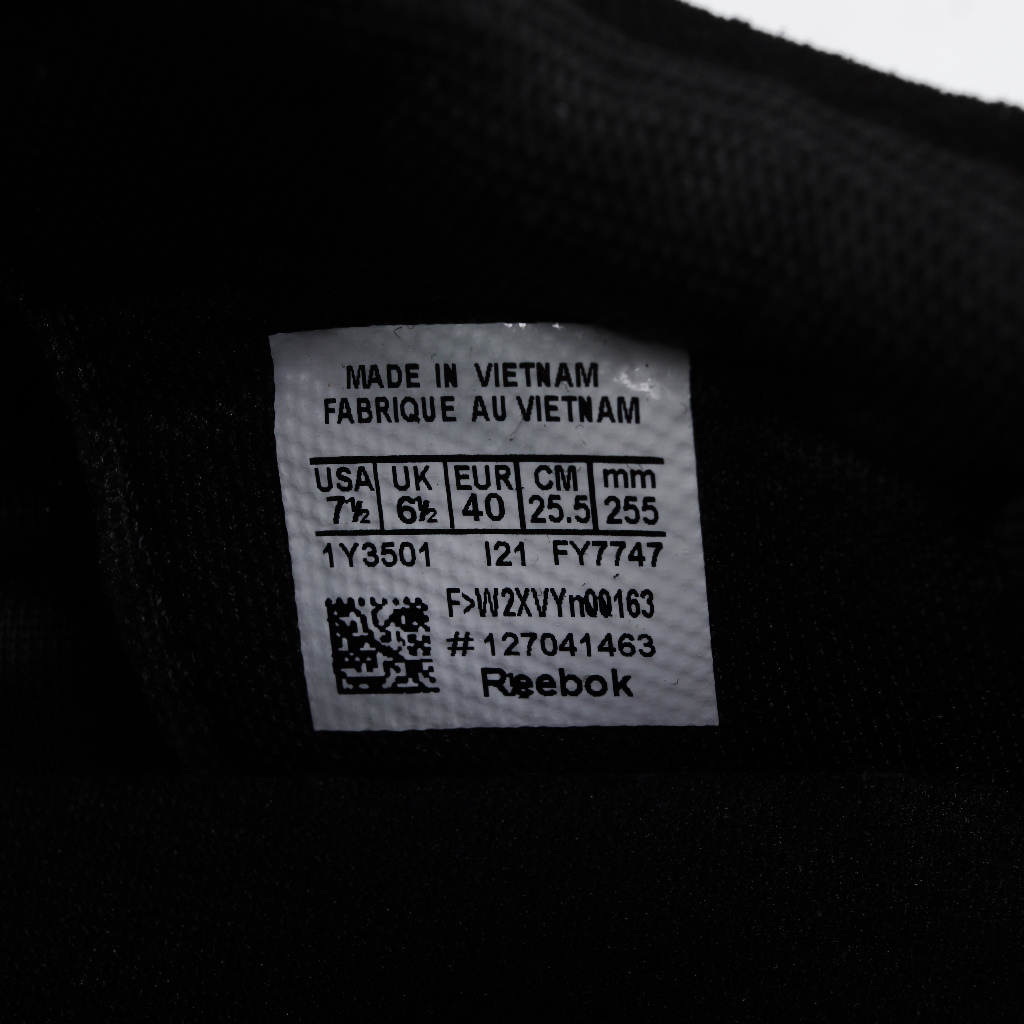 MADE IN VIETNAM
FABRIQUE AU VIETNAM
USA UK EUR CM mm
7½ 6½ 40 25.5 255
1Y3501 I21 FY7747
F>W2XVYn00163
# 127041463
Reebok